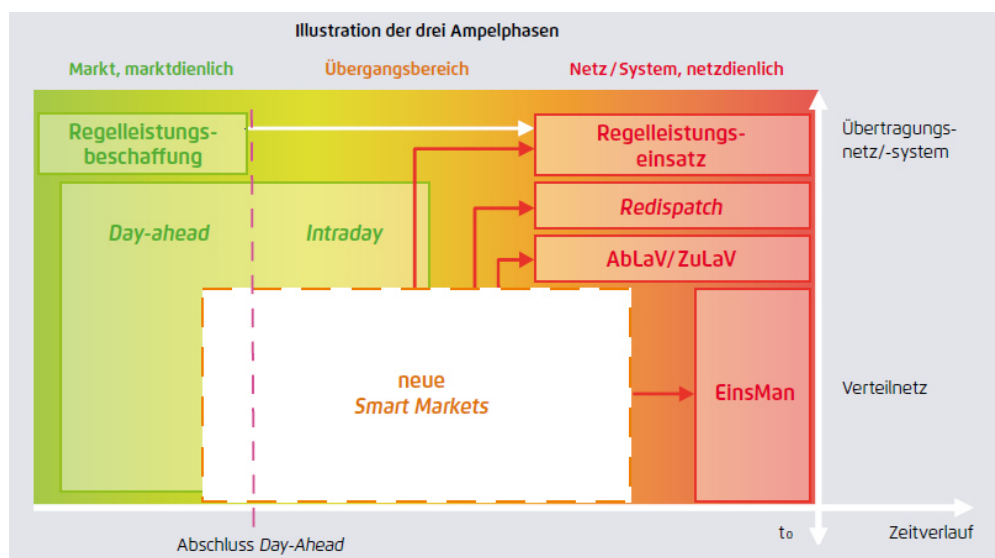 Illustration der drei Ampelphasen
Markt, marktdienlich
Übergangsbereich
Netz/System, netzdienlich
Regelleistungs-
beschaffung
Regelleistungs-
einsatz
Übertragungs-
netz/-system
Day-ahead
Intraday
Redispatch
AbLaV/ZuLaV
neue
Smart Markets
EinsMan
Verteilnetz
Abschluss Day-Ahead
t₀
Zeitverlauf